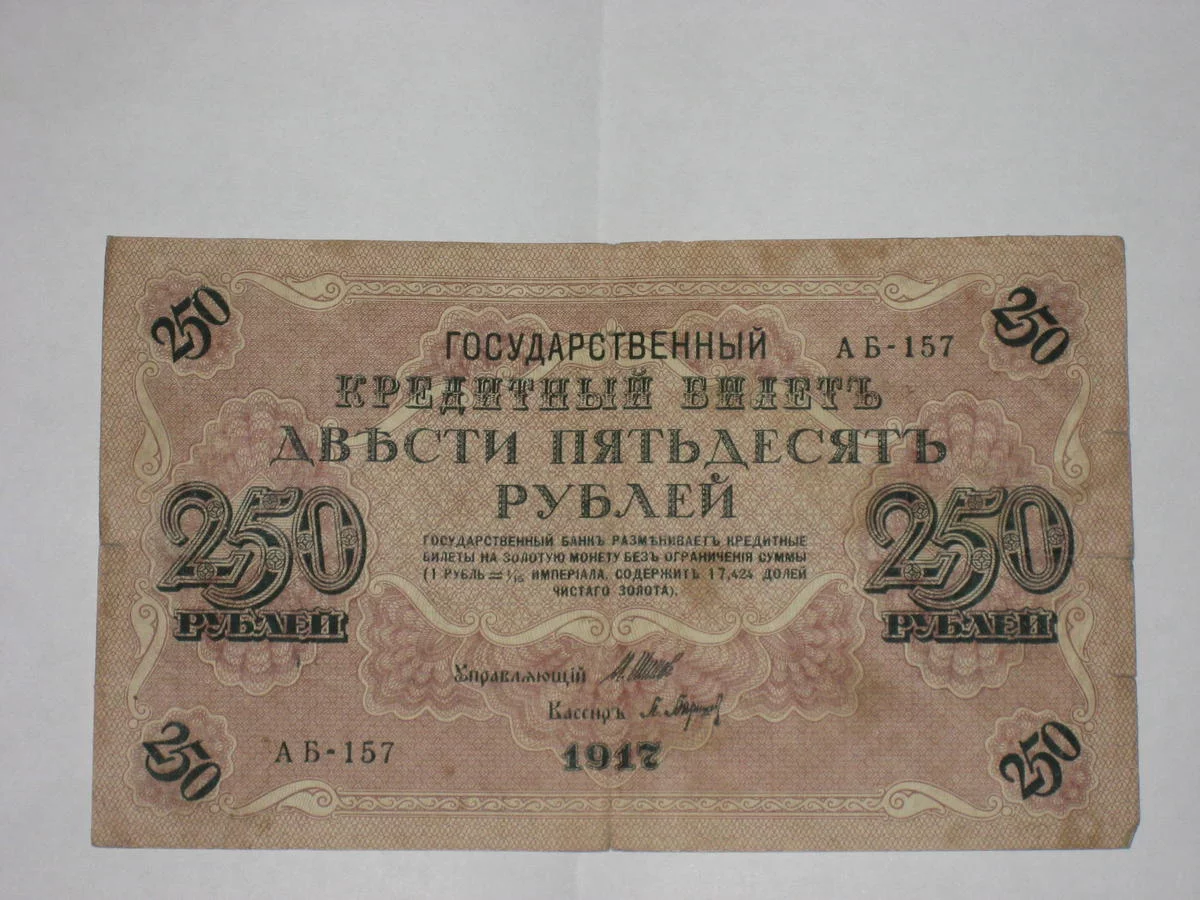 250
250
ГОСУДАРСТВЕННЫЙ
АБ-157
КРЕДИТНЫЙ БИЛЕТЪ
ДВѢСТИ ПЯТЬДЕСЯТЪ
РУБЛЕЙ
250
РУБЛЕЙ
250
РУБЛЕЙ
ГОСУДАРСТВЕННЫЙ БАНКЪ РАЗМѢНИВАЕТЪ КРЕДИТНЫЕ
БИЛЕТЫ НА ЗОЛОТУЮ МОНЕТУ БЕЗЪ ОГРАНИЧЕНІЯ СУММЫ
(1 РУБЛЬ = 1/15 ИМПЕРІАЛА, СОДЕРЖИТЪ 17,424 ДОЛЕЙ
ЧИСТАГО ЗОЛОТА).
Управляющій
Кассиръ
250
АБ-157
1917
250